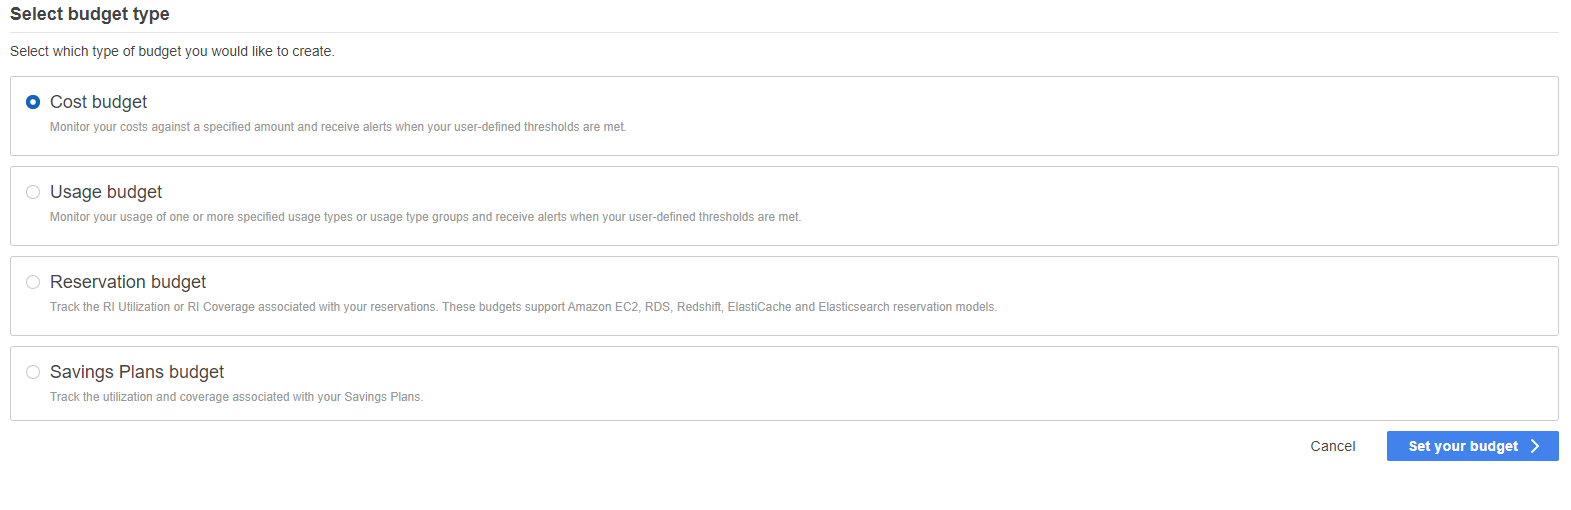 Select budget type
Select which type of budget you would like to create.
Cost budget
Monitor your costs against a specified amount and receive alerts when your user-defined thresholds are met.
Usage budget
Monitor your usage of one or more specified usage types or usage type groups and receive alerts when your user-defined thresholds are met.
Reservation budget
Track the RI Utilization or RI Coverage associated with your reservations. These budgets support Amazon EC2, RDS, Redshift, ElastiCache and Elasticsearch reservation models.
Savings Plans budget
Track the utilization and coverage associated with your Savings Plans.
Cancel Set your budget